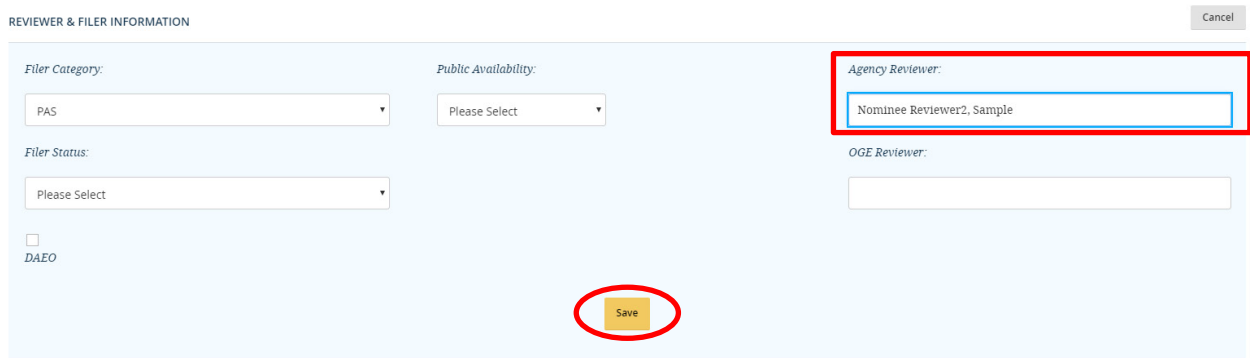 REVIEWER & FILER INFORMATION
Cancel
Filer Category:
Public Availability:
Agency Reviewer:
PAS
Please Select
Nominee Reviewer2, Sample
Filer Status:
OGE Reviewer:
Please Select
DAEO
Save